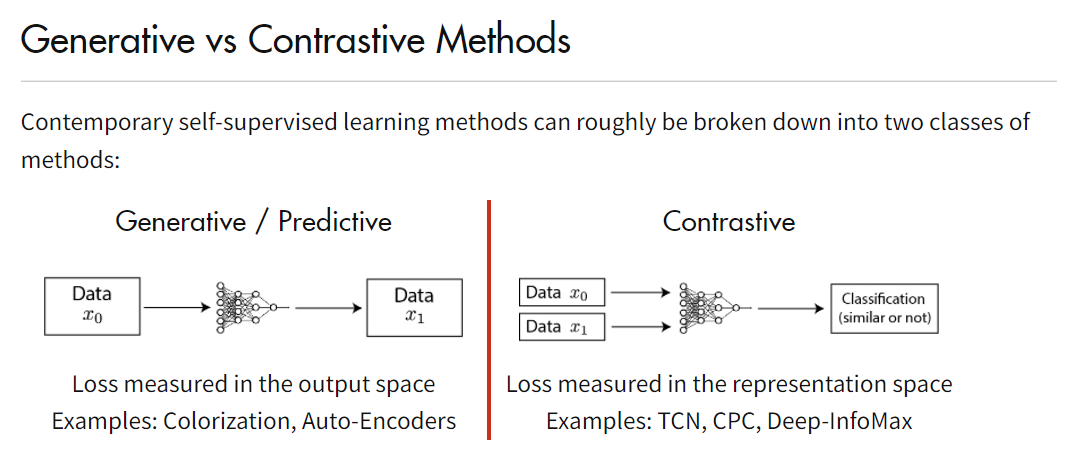 Generative vs Contrastive Methods
Contemporary self-supervised learning methods can roughly be broken down into two classes of
methods:
Generative / Predictive
Data
x₀
Data
x₁
Loss measured in the output space
Examples: Colorization, Auto-Encoders
Contrastive
Data x₀
Data x₁
Classification
(similar or not)
Loss measured in the representation space
Examples: TCN, CPC, Deep-InfoMax